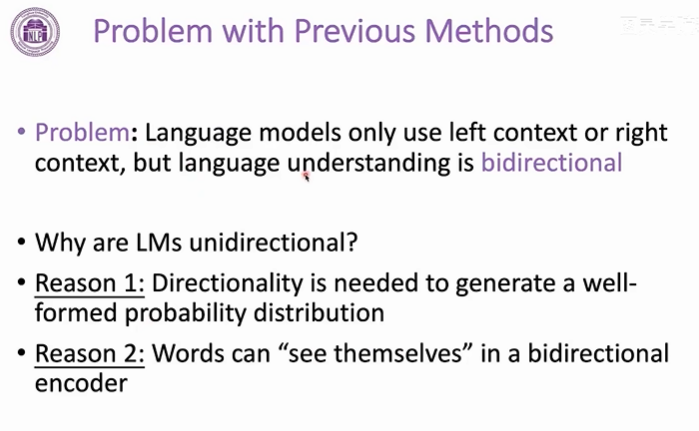 NLP
Problem with Previous Methods
• Problem: Language models only use left context or right
context, but language understanding is bidirectional
• Why are LMs unidirectional?
• Reason 1: Directionality is needed to generate a well-
formed probability distribution
• Reason 2: Words can “see themselves” in a bidirectional
encoder